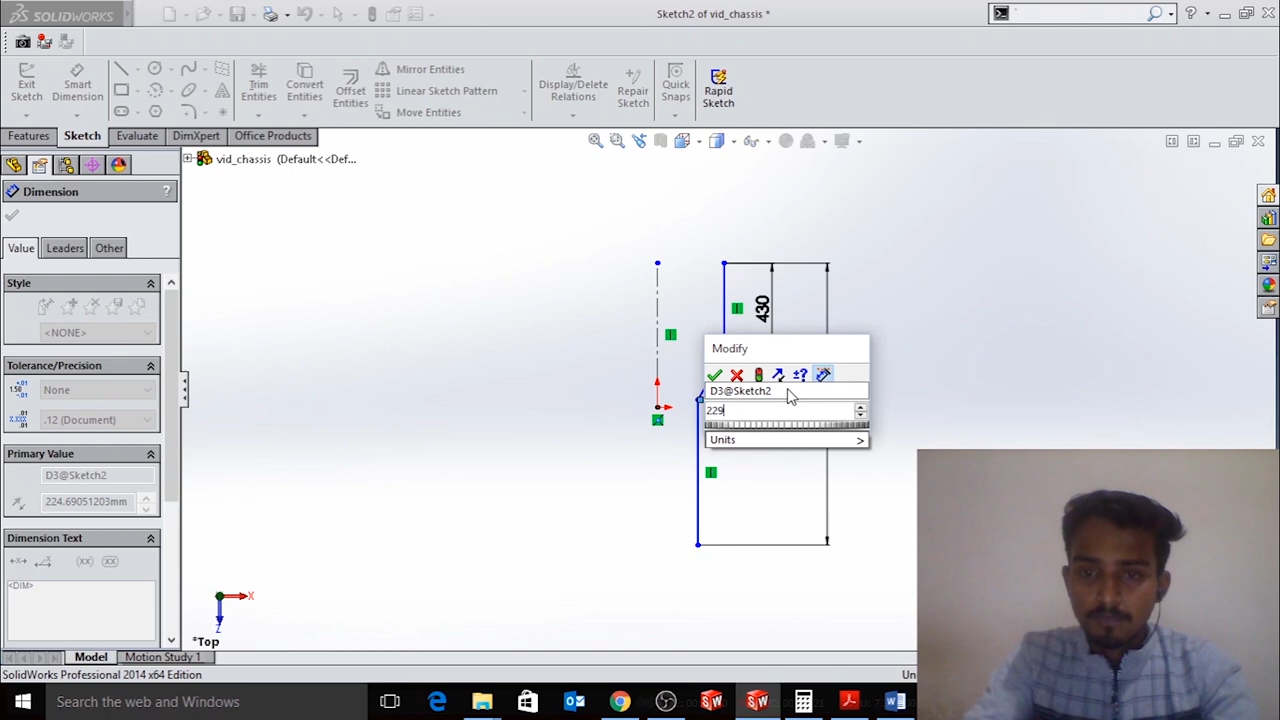 SOLIDWORKS
Sketch2 of vid_chassis *
Exit Sketch
Smart Dimension
Trim Entities
Convert Entities
Offset Entities
Mirror Entities
Linear Sketch Pattern
Move Entities
Display/Delete Relations
Repair Sketch
Quick Snaps
Rapid Sketch
Features
Sketch
Evaluate
DimXpert
Office Products
vid_chassis (Default<<Def...
Dimension
?
Value
Leaders
Other
Style
<NONE>
Tolerance/Precision
None
.12 (Document)
Primary Value
D3@Sketch2
224.69051203mm
Dimension Text
<DIM>
430
Modify
D3@Sketch2
229
Units >
X
Z
*Top
Model
Motion Study 1
SolidWorks Professional 2014 x64 Edition
Search the web and Windows